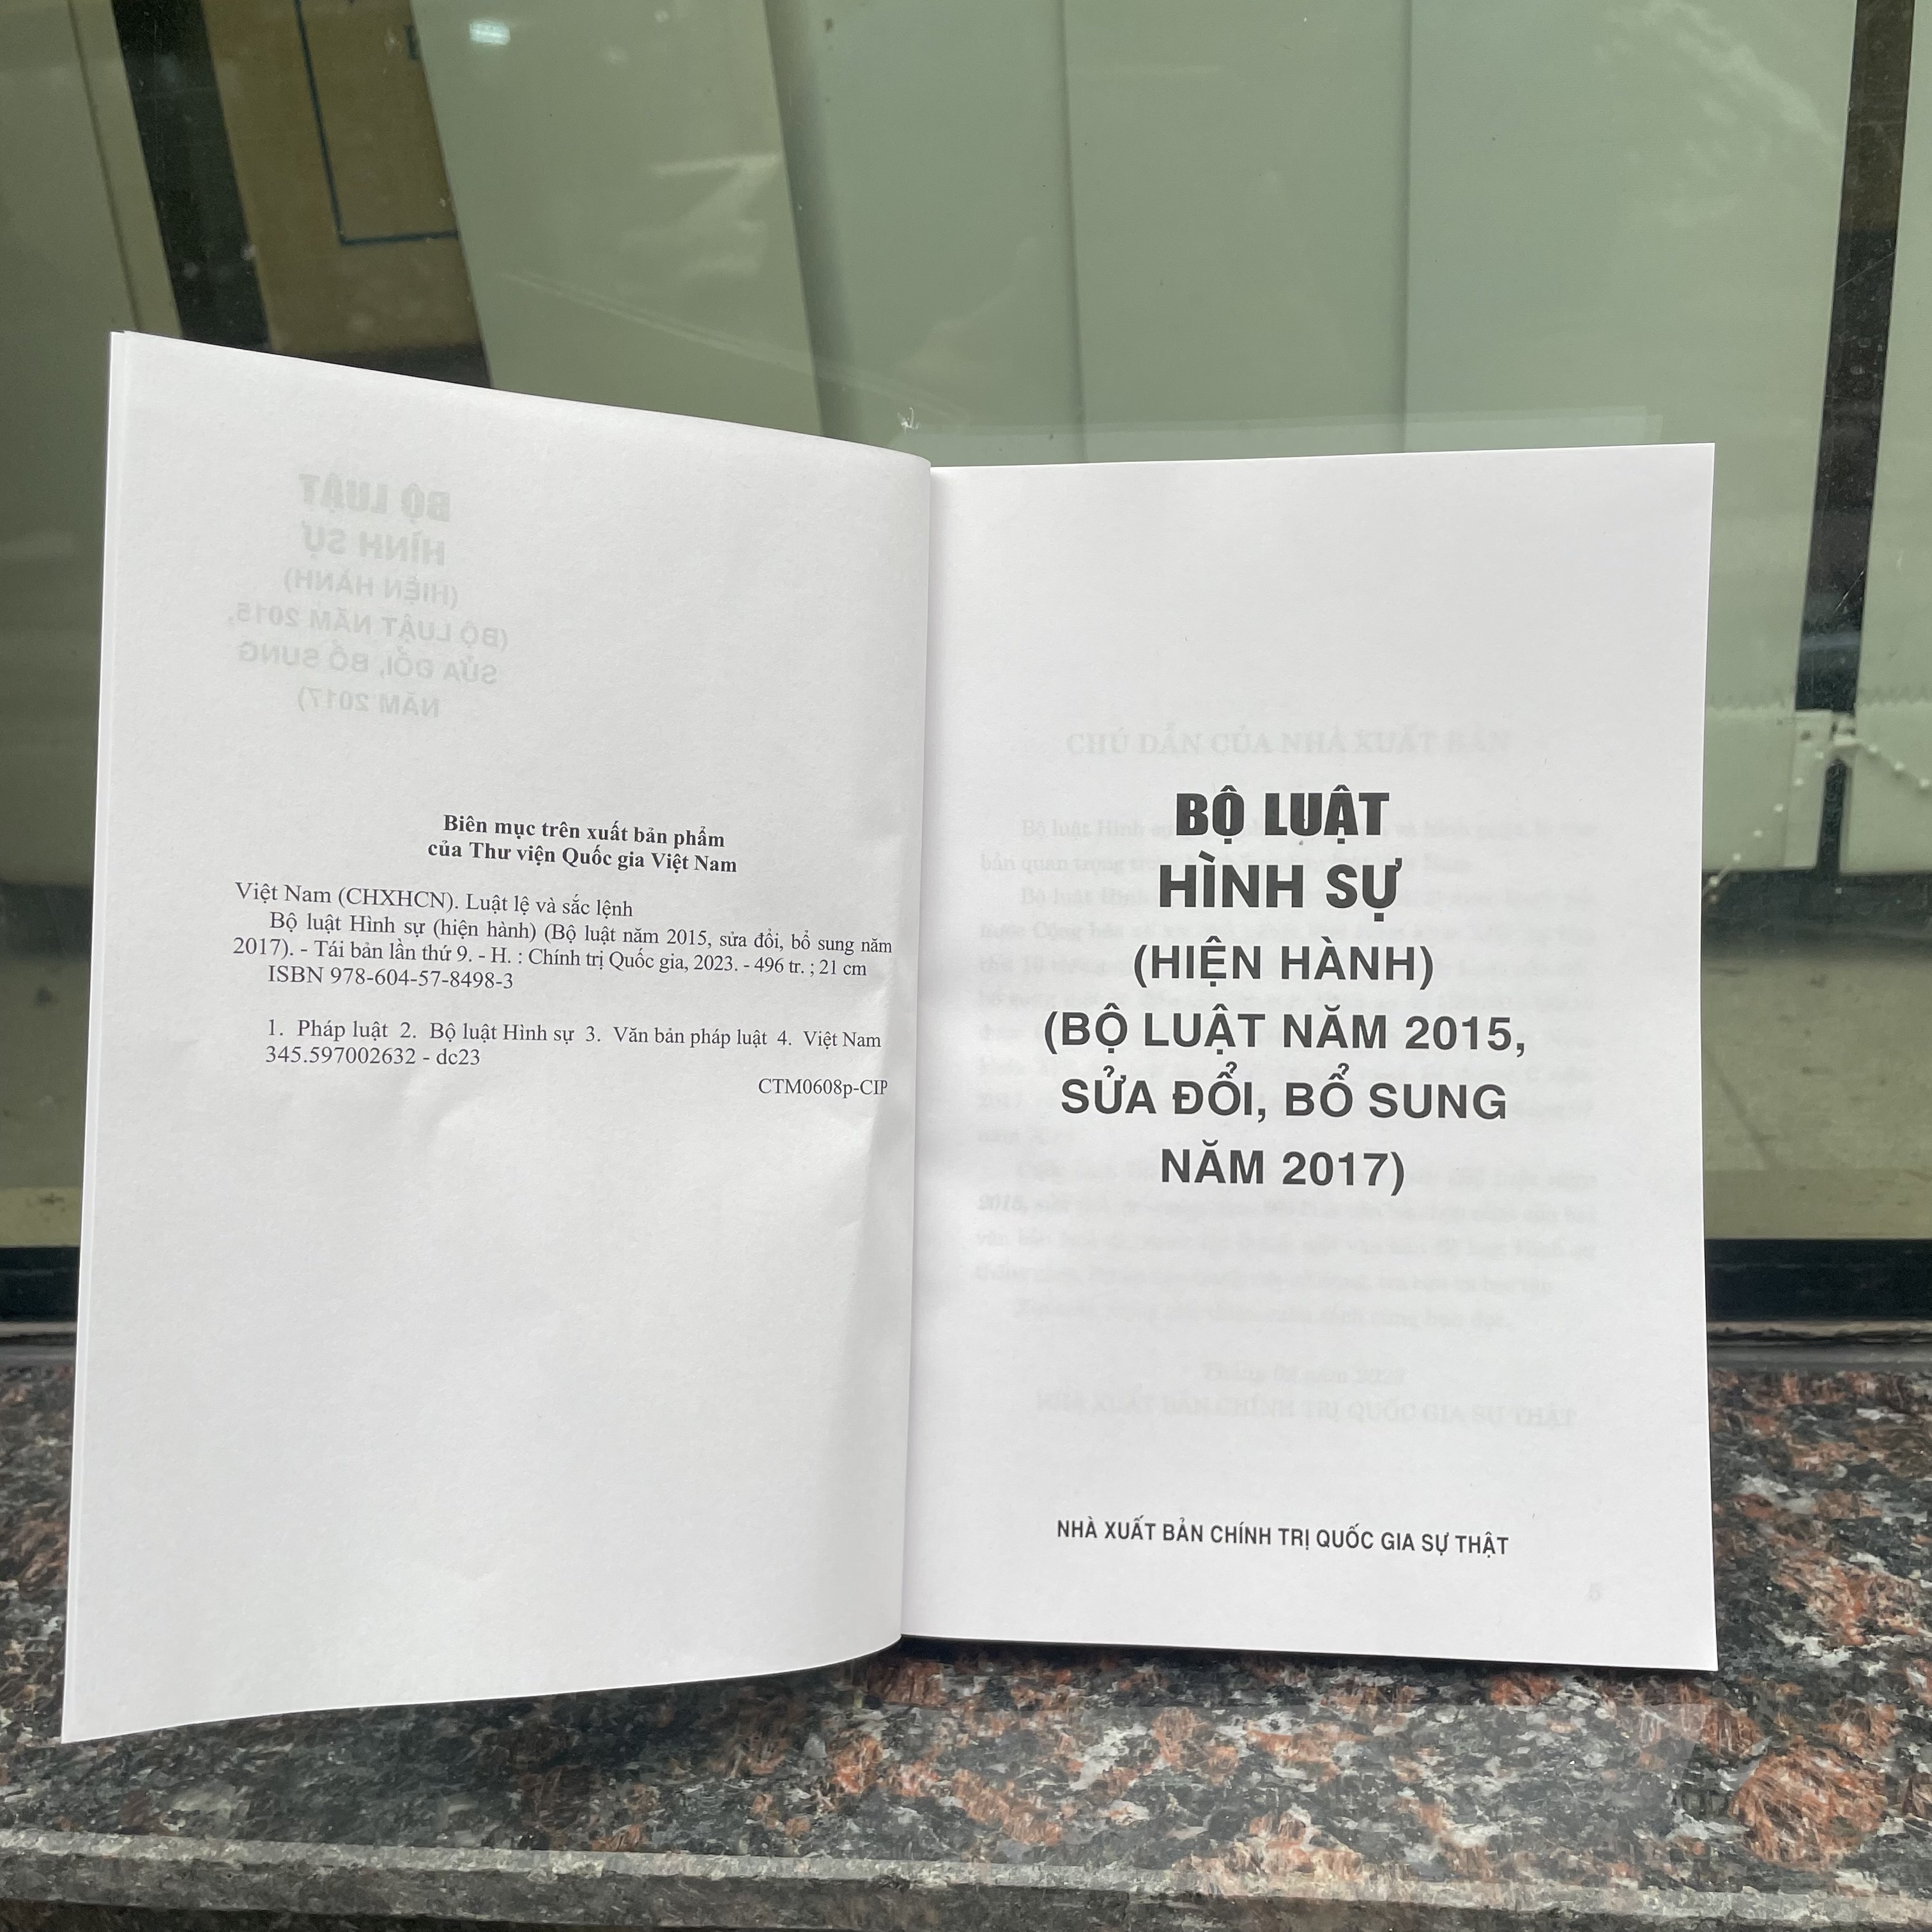 Biên mục trên xuất bản phẩm
của Thư viện Quốc gia Việt Nam
Việt Nam (CHXHCN). Luật lệ và sắc lệnh
Bộ luật Hình sự (hiện hành) (Bộ luật năm 2015, sửa đổi, bổ sung năm
2017). - Tái bản lần thứ 9. - H. : Chính trị Quốc gia, 2023. - 496 tr. ; 21 cm
ISBN 978-604-57-8498-3
1. Pháp luật 2. Bộ luật Hình sự 3. Văn bản pháp luật 4. Việt Nam
345.597002632 - dc23
CTM0608p-CIP
BỘ LUẬT
HÌNH SỰ
(HIỆN HÀNH)
(BỘ LUẬT NĂM 2015,
SỬA ĐỔI, BỔ SUNG
NĂM 2017)
NHÀ XUẤT BẢN CHÍNH TRỊ QUỐC GIA SỰ THẬT